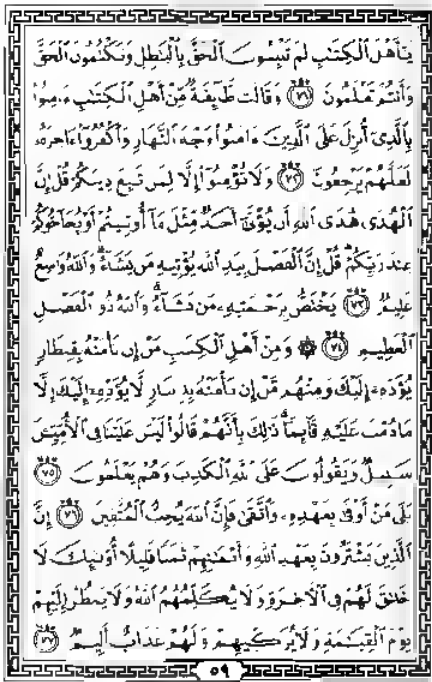 يَٰٓأَهْلَ ٱلْكِتَٰبِ لِمَ تَلْبِسُونَ ٱلْحَقَّ بِٱلْبَٰطِلِ وَتَكْتُمُونَ ٱلْحَقَّ
وَأَنتُمْ تَعْلَمُونَ ٧١ وَقَالَت طَّآئِفَةٌ مِّنْ أَهْلِ ٱلْكِتَٰبِ ءَامِنُوا۟
بِٱلَّذِىٓ أُنزِلَ عَلَى ٱلَّذِينَ ءَامَنُوا۟ وَجْهَ ٱلنَّهَارِ وَٱكْفُرُوٓا۟ ءَاخِرَهُۥ
لَعَلَّهُمْ يَرْجِعُونَ ٧٢ وَلَا تُؤْمِنُوٓا۟ إِلَّا لِمَن تَبِعَ دِينَكُمْ قُلْ إِنَّ
ٱلْهُدَىٰ هُدَى ٱللَّهِ أَن يُؤْتَىٰٓ أَحَدٌ مِّثْلَ مَآ أُوتِيتُمْ أَوْ يُحَآجُّوكُمْ
عِندَ رَبِّكُمْ قُلْ إِنَّ ٱلْفَضْلَ بِيَدِ ٱللَّهِ يُؤْتِيهِ مَن يَشَآءُ وَٱللَّهُ وَٰسِعٌ
عَلِيمٌ ٧٣ يَخْتَصُّ بِرَحْمَتِهِۦ مَن يَشَآءُ وَٱللَّهُ ذُو ٱلْفَضْلِ
ٱلْعَظِيمِ ٧٤ ۞ وَمِنْ أَهْلِ ٱلْكِتَٰبِ مَنْ إِن تَأْمَنْهُ بِقِنطَارٍ
يُؤَدِّهِۦٓ إِلَيْكَ وَمِنْهُم مَّنْ إِن تَأْمَنْهُ بِدِينَارٍ لَّا يُؤَدِّهِۦٓ إِلَيْكَ إِلَّا
مَا دُمْتَ عَلَيْهِ قَآئِمًا ذَٰلِكَ بِأَنَّهُمْ قَالُوا۟ لَيْسَ عَلَيْنَا فِى ٱلْأُمِّيِّۦنَ
سَبِيلٌ وَيَقُولُونَ عَلَى ٱللَّهِ ٱلْكَذِبَ وَهُمْ يَعْلَمُونَ ٧٥
بَلَىٰ مَنْ أَوْفَىٰ بِعَهْدِهِۦ وَٱتَّقَىٰ فَإِنَّ ٱللَّهَ يُحِبُّ ٱلْمُتَّقِينَ ٧٦ إِنَّ
ٱلَّذِينَ يَشْتَرُونَ بِعَهْدِ ٱللَّهِ وَأَيْمَٰنِهِمْ ثَمَنًا قَلِيلًا أُو۟لَٰٓئِكَ لَا
خَلَٰقَ لَهُمْ فِى ٱلْءَاخِرَةِ وَلَا يُكَلِّمُهُمُ ٱللَّهُ وَلَا يَنظُرُ إِلَيْهِمْ
يَوْمَ ٱلْقِيَٰمَةِ وَلَا يُزَكِّيهِمْ وَلَهُمْ عَذَابٌ أَلِيمٌ ٧٧
٥٩